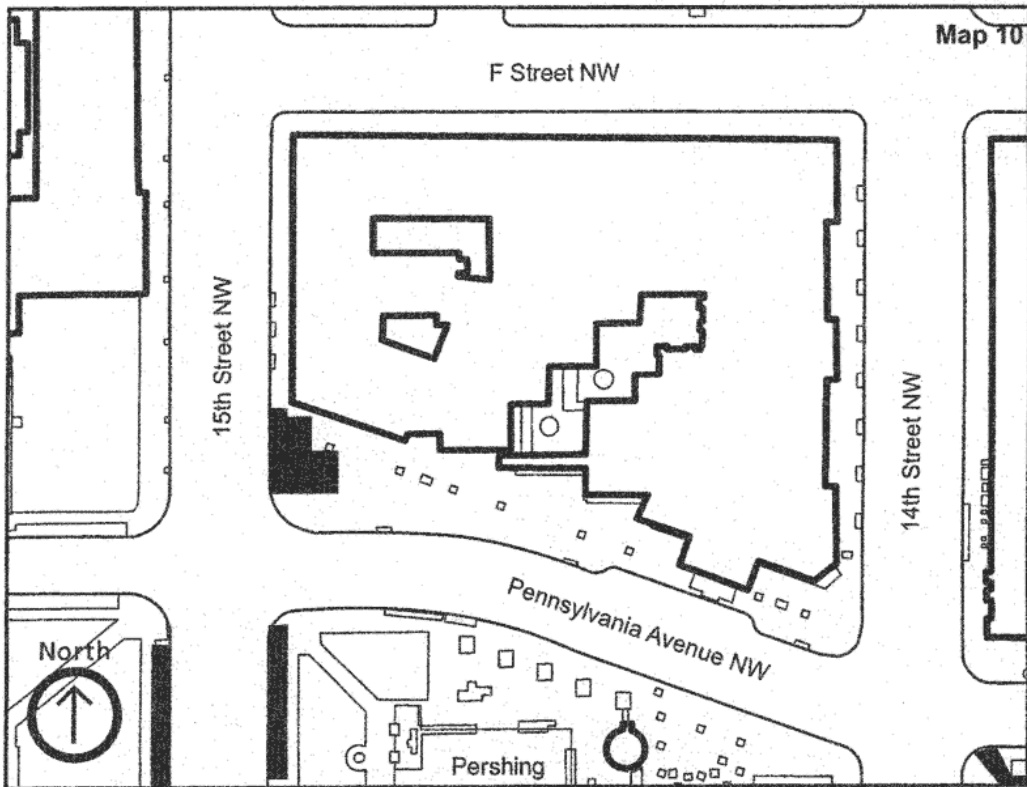 Map 10
F Street NW
15th Street NW
14th Street NW
Pennsylvania Avenue NW
North
Pershing